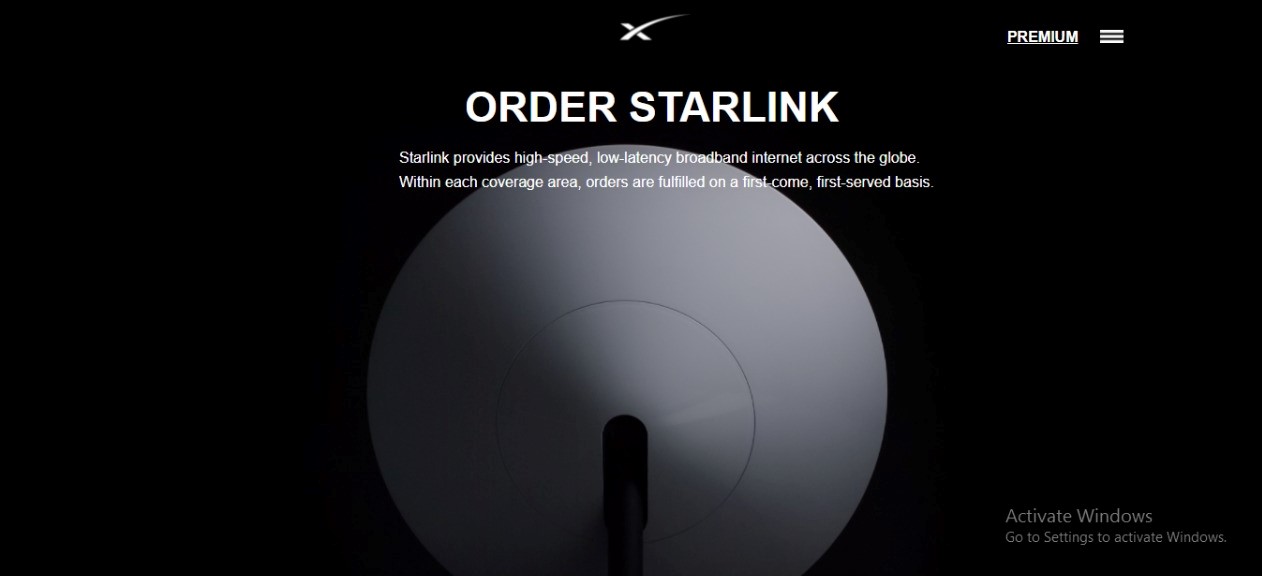 PREMIUM
ORDER STARLINK
Starlink provides high-speed, low-latency broadband internet across the globe.
Within each coverage area, orders are fulfilled on a first-come, first-served basis.
Activate Windows
Go to Settings to activate Windows.